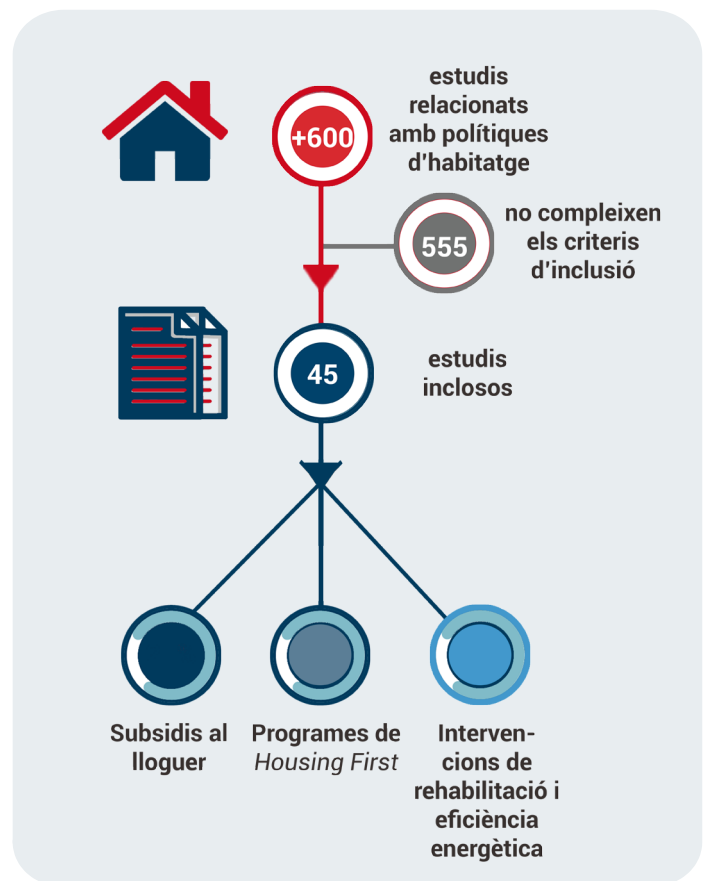 +600
estudis
relacionats
amb polítiques
d'habitatge
555
no compleixen
els criteris
d'inclusió
45
estudis
inclosos
Subsidis al
lloguer
Programes de
Housing First
Interven-
cions de
rehabilitació i
eficiència
energètica